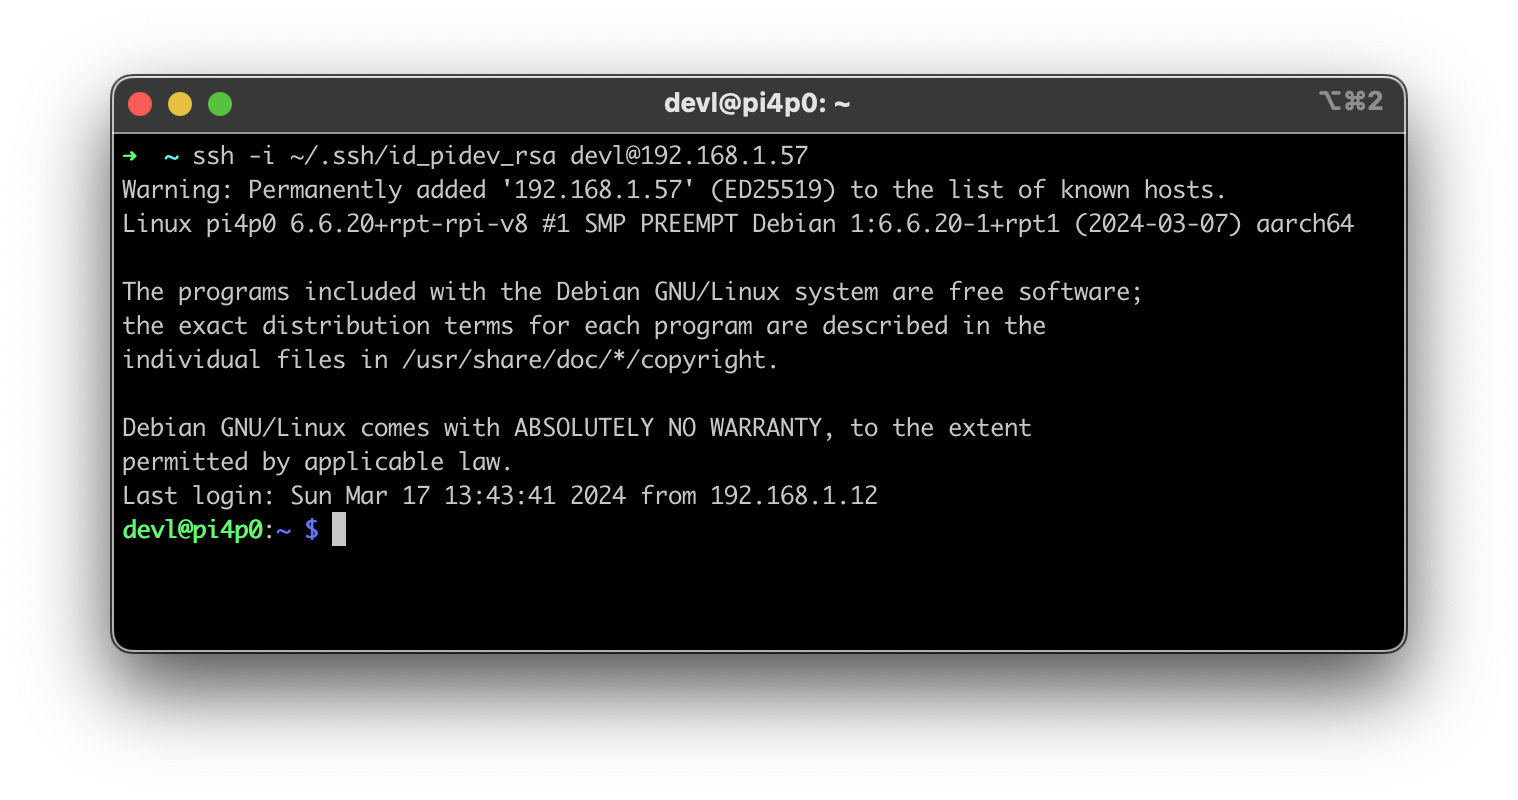 devl@pi4p0: ~
⌥⌘2
➜  ~ ssh -i ~/.ssh/id_pidev_rsa devl@192.168.1.57
Warning: Permanently added '192.168.1.57' (ED25519) to the list of known hosts.
Linux pi4p0 6.6.20+rpt-rpi-v8 #1 SMP PREEMPT Debian 1:6.6.20-1+rpt1 (2024-03-07) aarch64
The programs included with the Debian GNU/Linux system are free software;
the exact distribution terms for each program are described in the
individual files in /usr/share/doc/*/copyright.
Debian GNU/Linux comes with ABSOLUTELY NO WARRANTY, to the extent
permitted by applicable law.
Last login: Sun Mar 17 13:43:41 2024 from 192.168.1.12
devl@pi4p0:~ $